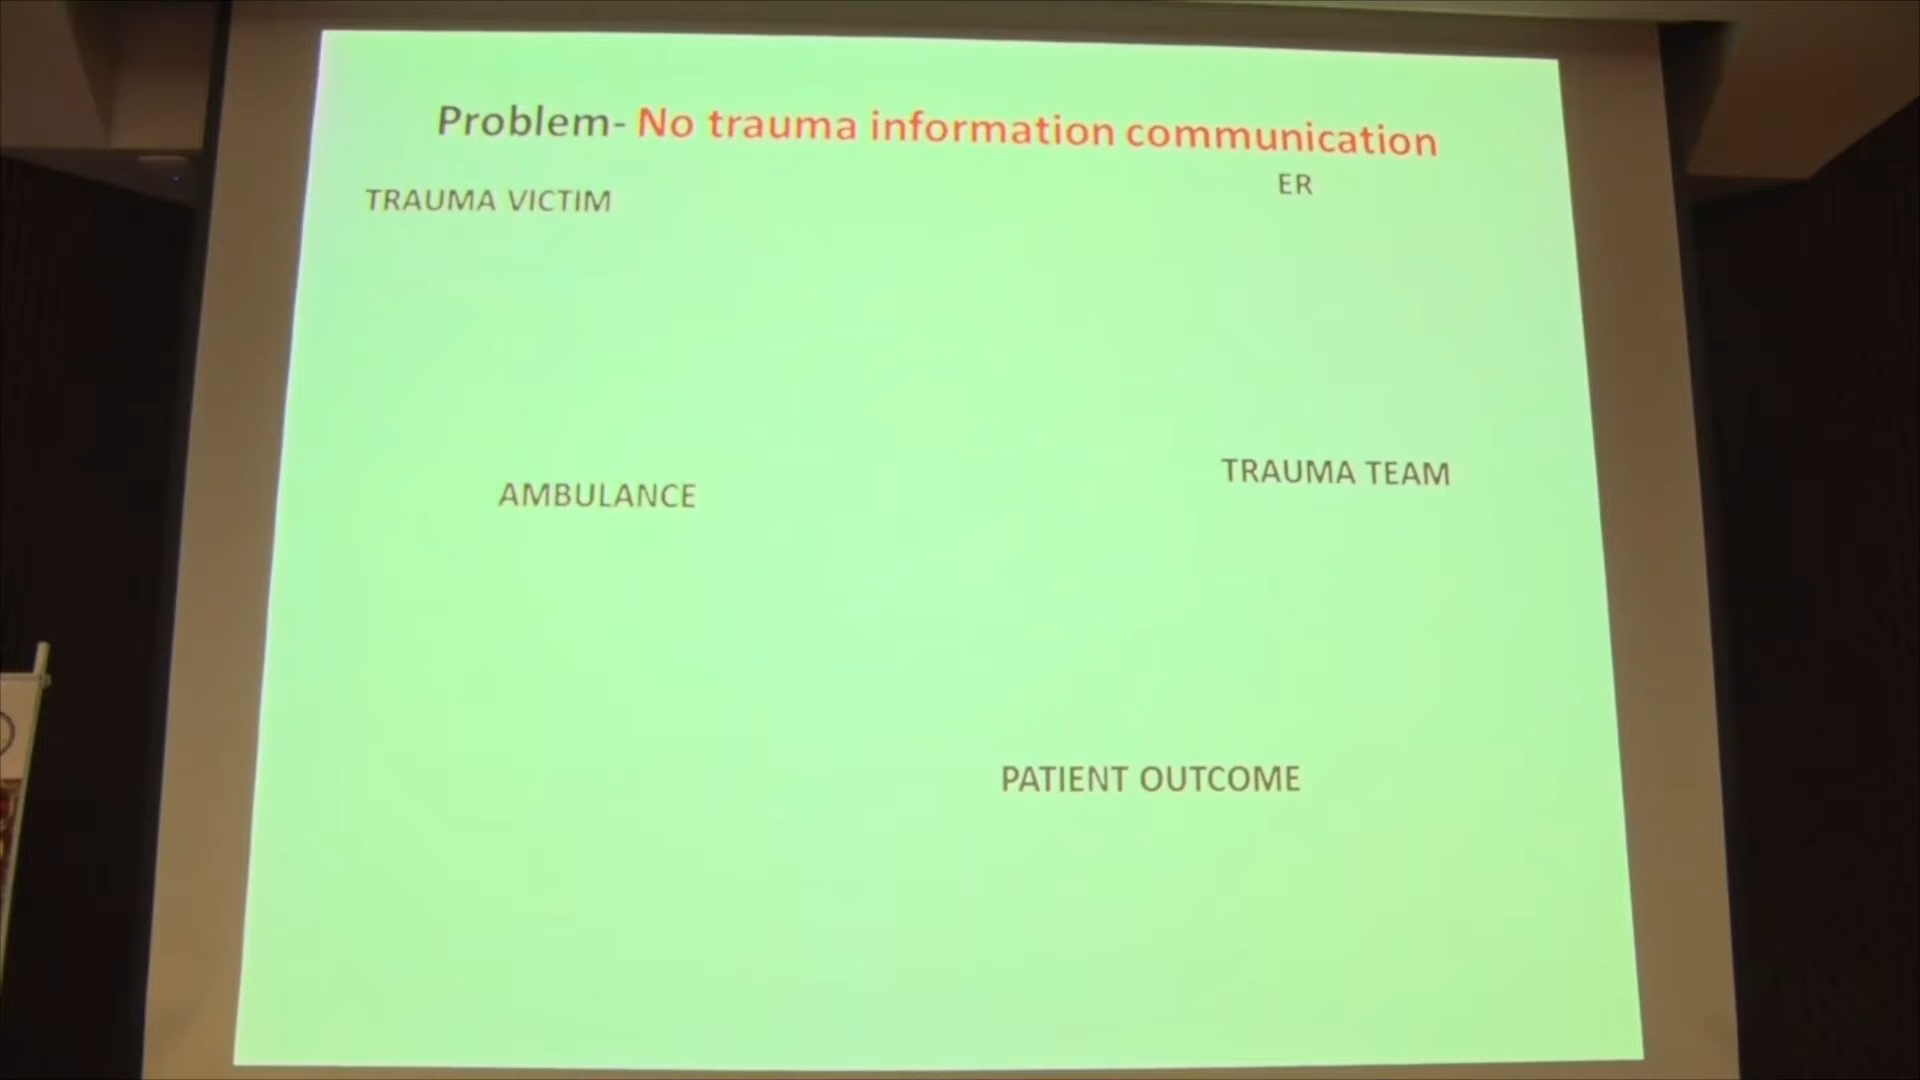 Problem- No trauma information communication
TRAUMA VICTIM
ER
AMBULANCE
TRAUMA TEAM
PATIENT OUTCOME